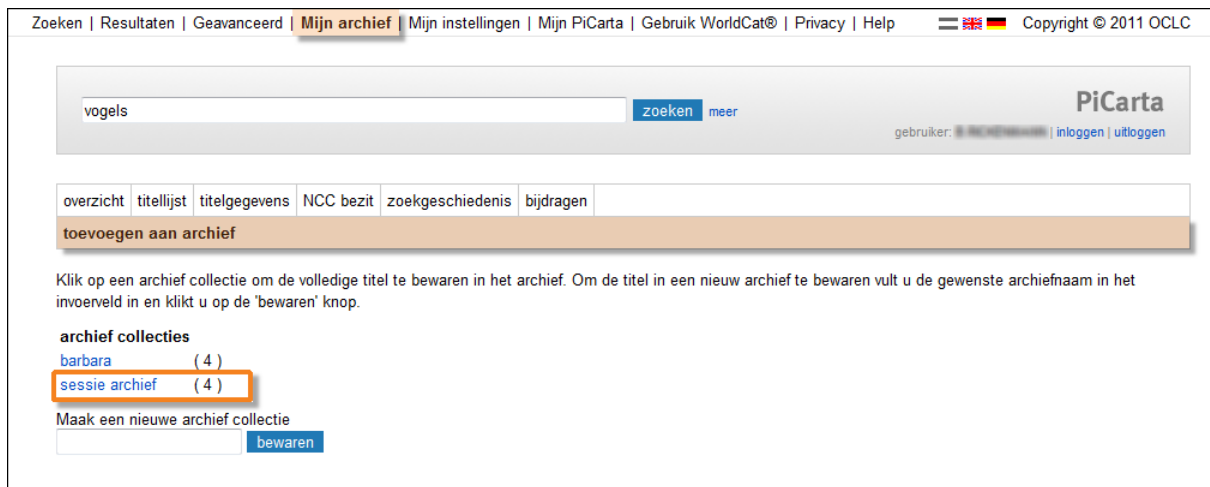 Zoeken | Resultaten | Geavanceerd | Mijn archief | Mijn instellingen | Mijn PiCarta | Gebruik WorldCat® | Privacy | Help Copyright © 2011 OCLC
vogels zoeken meer PiCarta
gebruiker: | inloggen | uitloggen
overzicht titellijst titelgegevens NCC bezit zoekgeschiedenis bijdragen
toevoegen aan archief
Klik op een archief collectie om de volledige titel te bewaren in het archief. Om de titel in een nieuw archief te bewaren vult u de gewenste archiefnaam in het
invoerveld in en klikt u op de 'bewaren' knop.
archief collecties
barbara ( 4 )
sessie archief ( 4 )
Maak een nieuwe archief collectie
bewaren